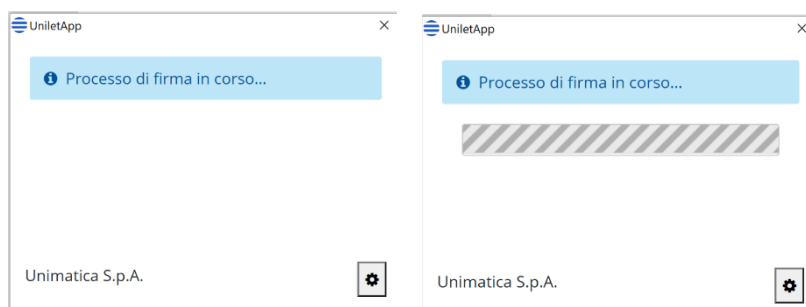 UniletApp
Processo di firma in corso...
Unimatica S.p.A.
UniletApp
Processo di firma in corso...
Unimatica S.p.A.